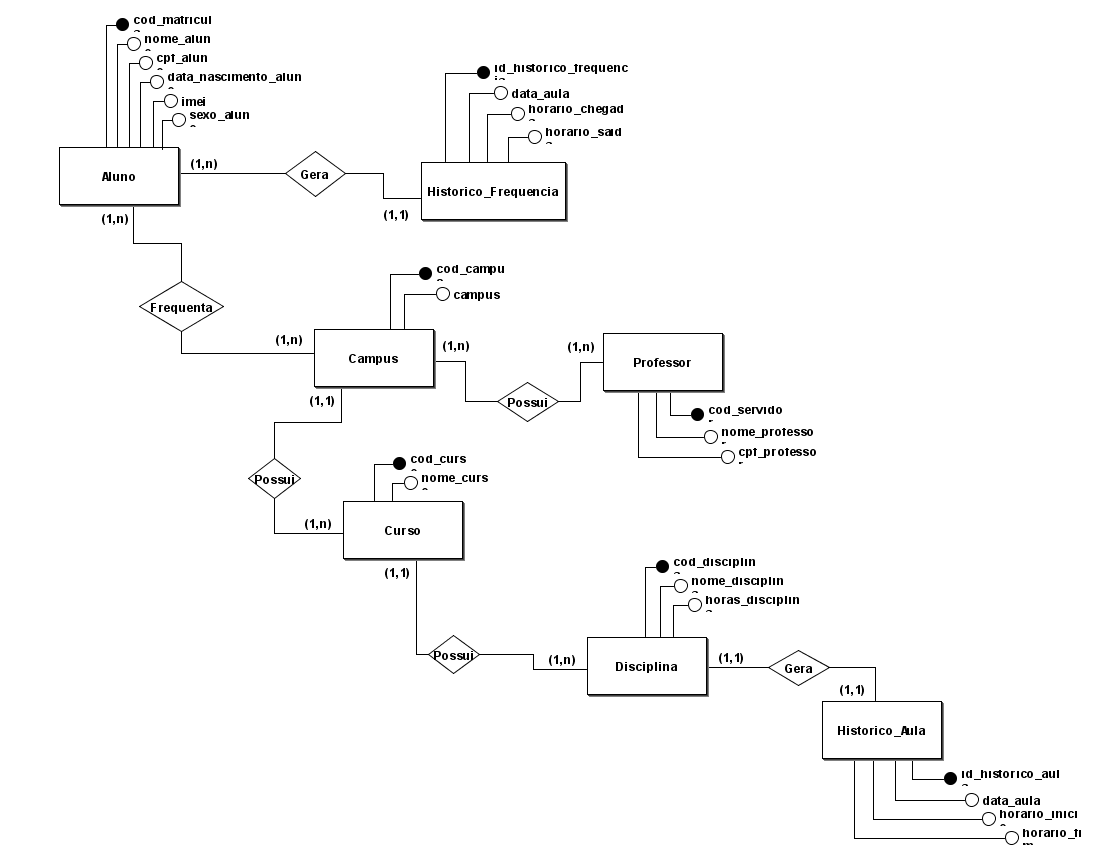 cod_matricul
nome_alun
cpf_alun
data_nascimento_alun
imei
sexo_alun
id_historico_frequenc
data_aula
horario_chegad
horario_said
(1,n)
Aluno
Gera
Historico_Frequencia
(1,1)
(1,n)
cod_campu
campus
Frequenta
(1,n)
Campus
(1,n)
(1,n)
Professor
(1,1)
Possui
cod_servido
r
nome_professo
r
cpf_professo
r
cod_curs
nome_curs
Possui
(1,n)
Curso
(1,1)
cod_disciplin
nome_disciplin
horas_disciplin
Possui
(1,n)
Disciplina
(1,1)
Gera
(1,1)
Historico_Aula
id_historico_aul
data_aula
horario_inici
horario_fi
m